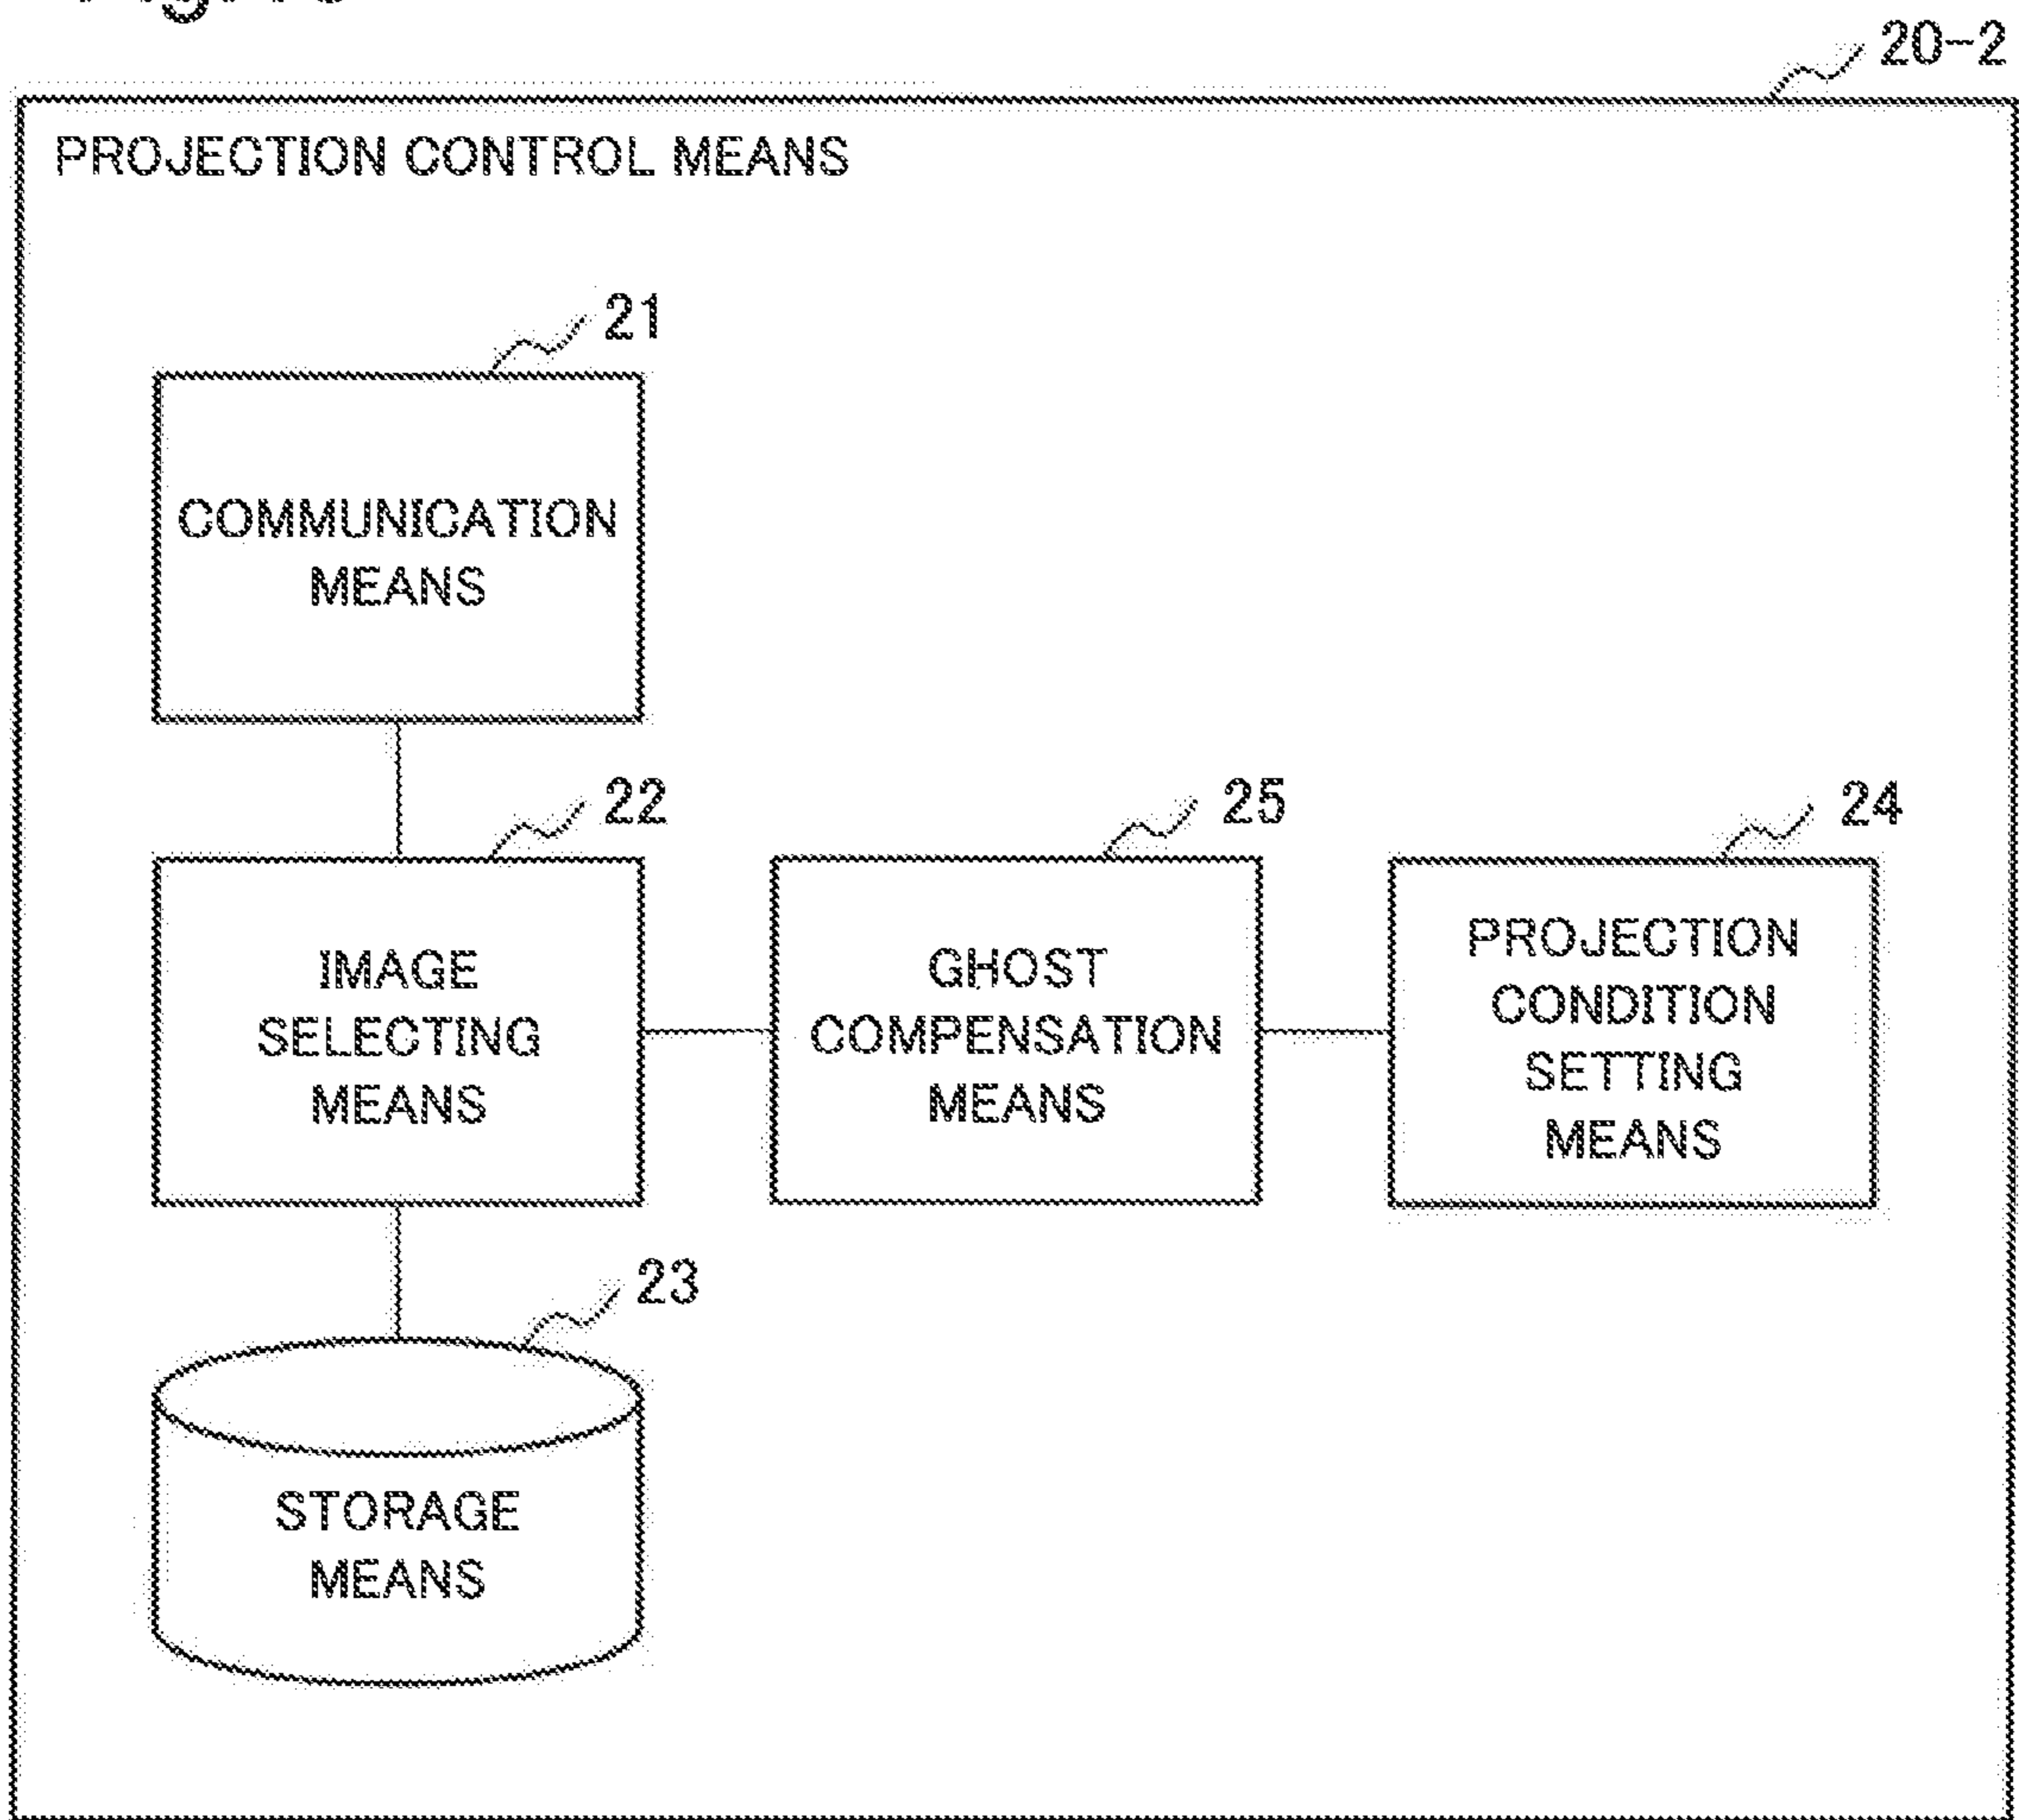 20-2
PROJECTION CONTROL MEANS
21
COMMUNICATION
MEANS
22
IMAGE
SELECTING
MEANS
25
GHOST
COMPENSATION
MEANS
24
PROJECTION
CONDITION
SETTING
MEANS
23
STORAGE
MEANS